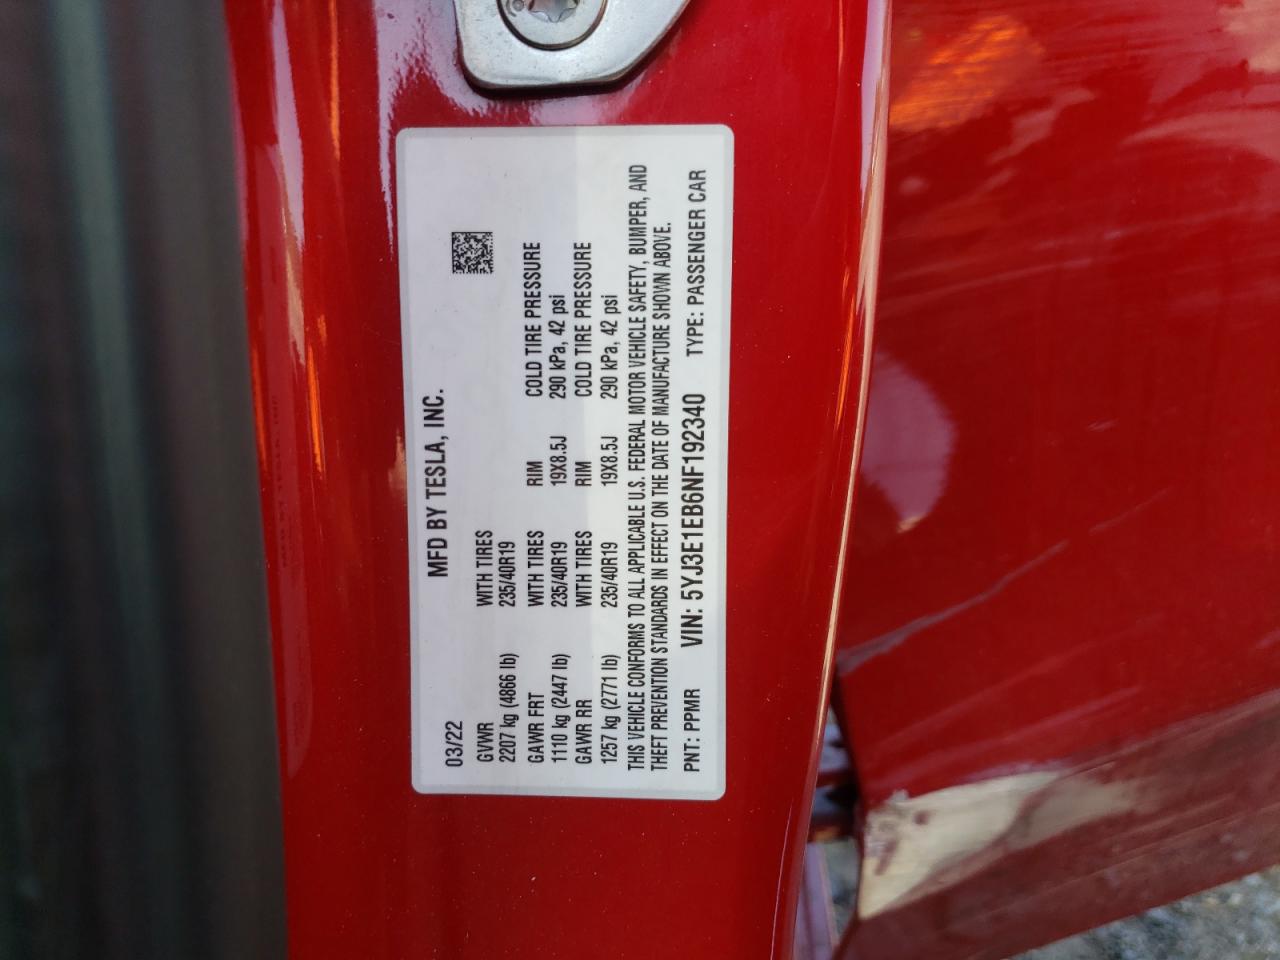 MFD BY TESLA, INC.
03/22
GVWR WITH TIRES
2207 kg (4866 lb) 235/40R19
GAWR FRT WITH TIRES RIM COLD TIRE PRESSURE
1110 kg (2447 lb) 235/40R19 19X8.5J 290 kPa, 42 psi
GAWR RR WITH TIRES RIM COLD TIRE PRESSURE
1257 kg (2771 lb) 235/40R19 19X8.5J 290 kPa, 42 psi
THIS VEHICLE CONFORMS TO ALL APPLICABLE U.S. FEDERAL MOTOR VEHICLE SAFETY, BUMPER, AND
THEFT PREVENTION STANDARDS IN EFFECT ON THE DATE OF MANUFACTURE SHOWN ABOVE.
PNT: PPMR VIN: 5YJ3E1EB6NF192340 TYPE: PASSENGER CAR